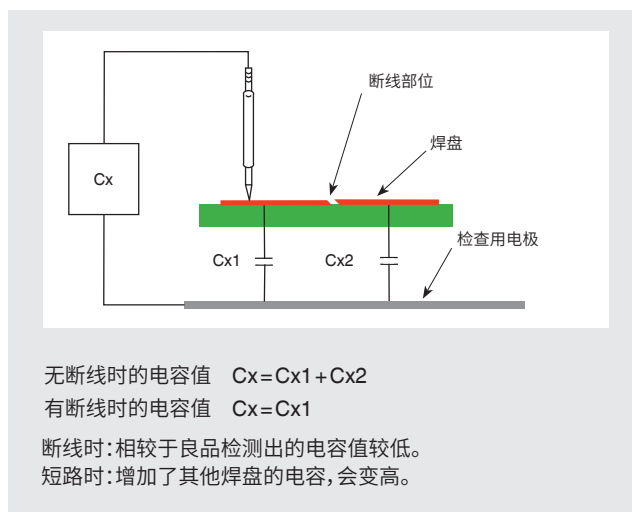 断线部位
焊盘
Cx
检查用电极
Cx1
Cx2
无断线时的电容值 Cx=Cx1+Cx2
有断线时的电容值 Cx=Cx1
断线时:相较于良品检测出的电容值较低。
短路时:增加了其他焊盘的电容,会变高。